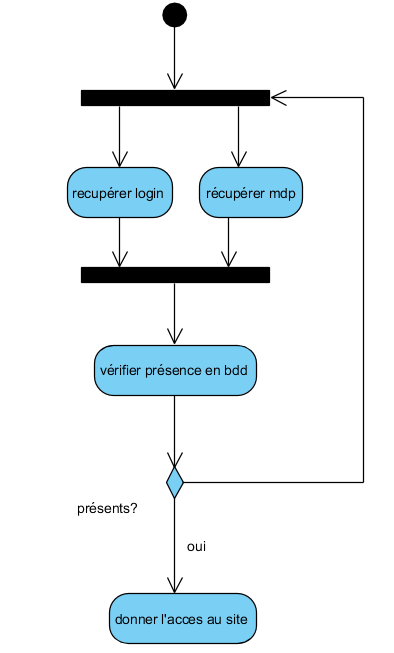 recupérer login
récupérer mdp
vérifier présence en bdd
présents?
oui
donner l'acces au site